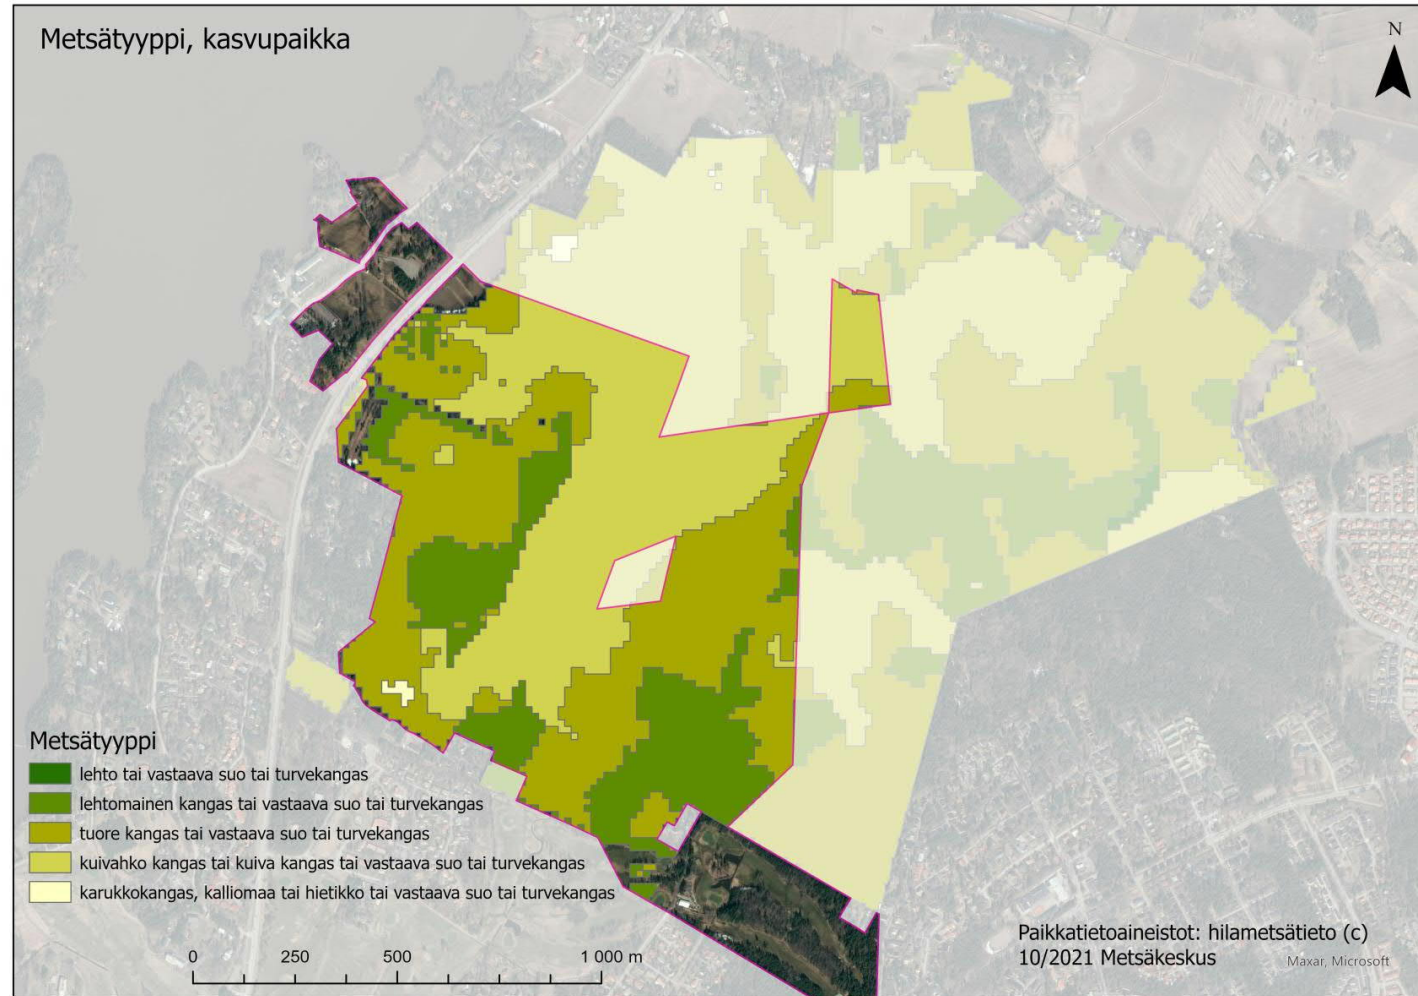 Metsätyyppi, kasvupaikka
N
Metsätyyppi
lehto tai vastaava suo tai turvekangas
lehtomainen kangas tai vastaava suo tai turvekangas
tuore kangas tai vastaava suo tai turvekangas
kuivahko kangas tai kuiva kangas tai vastaava suo tai turvekangas
karukkokangas, kalliomaa tai hietikko tai vastaava suo tai turvekangas
0 250 500 1 000 m
Paikkatietoaineistot: hilametsätieto (c)
10/2021 Metsäkeskus
Maxar, Microsoft